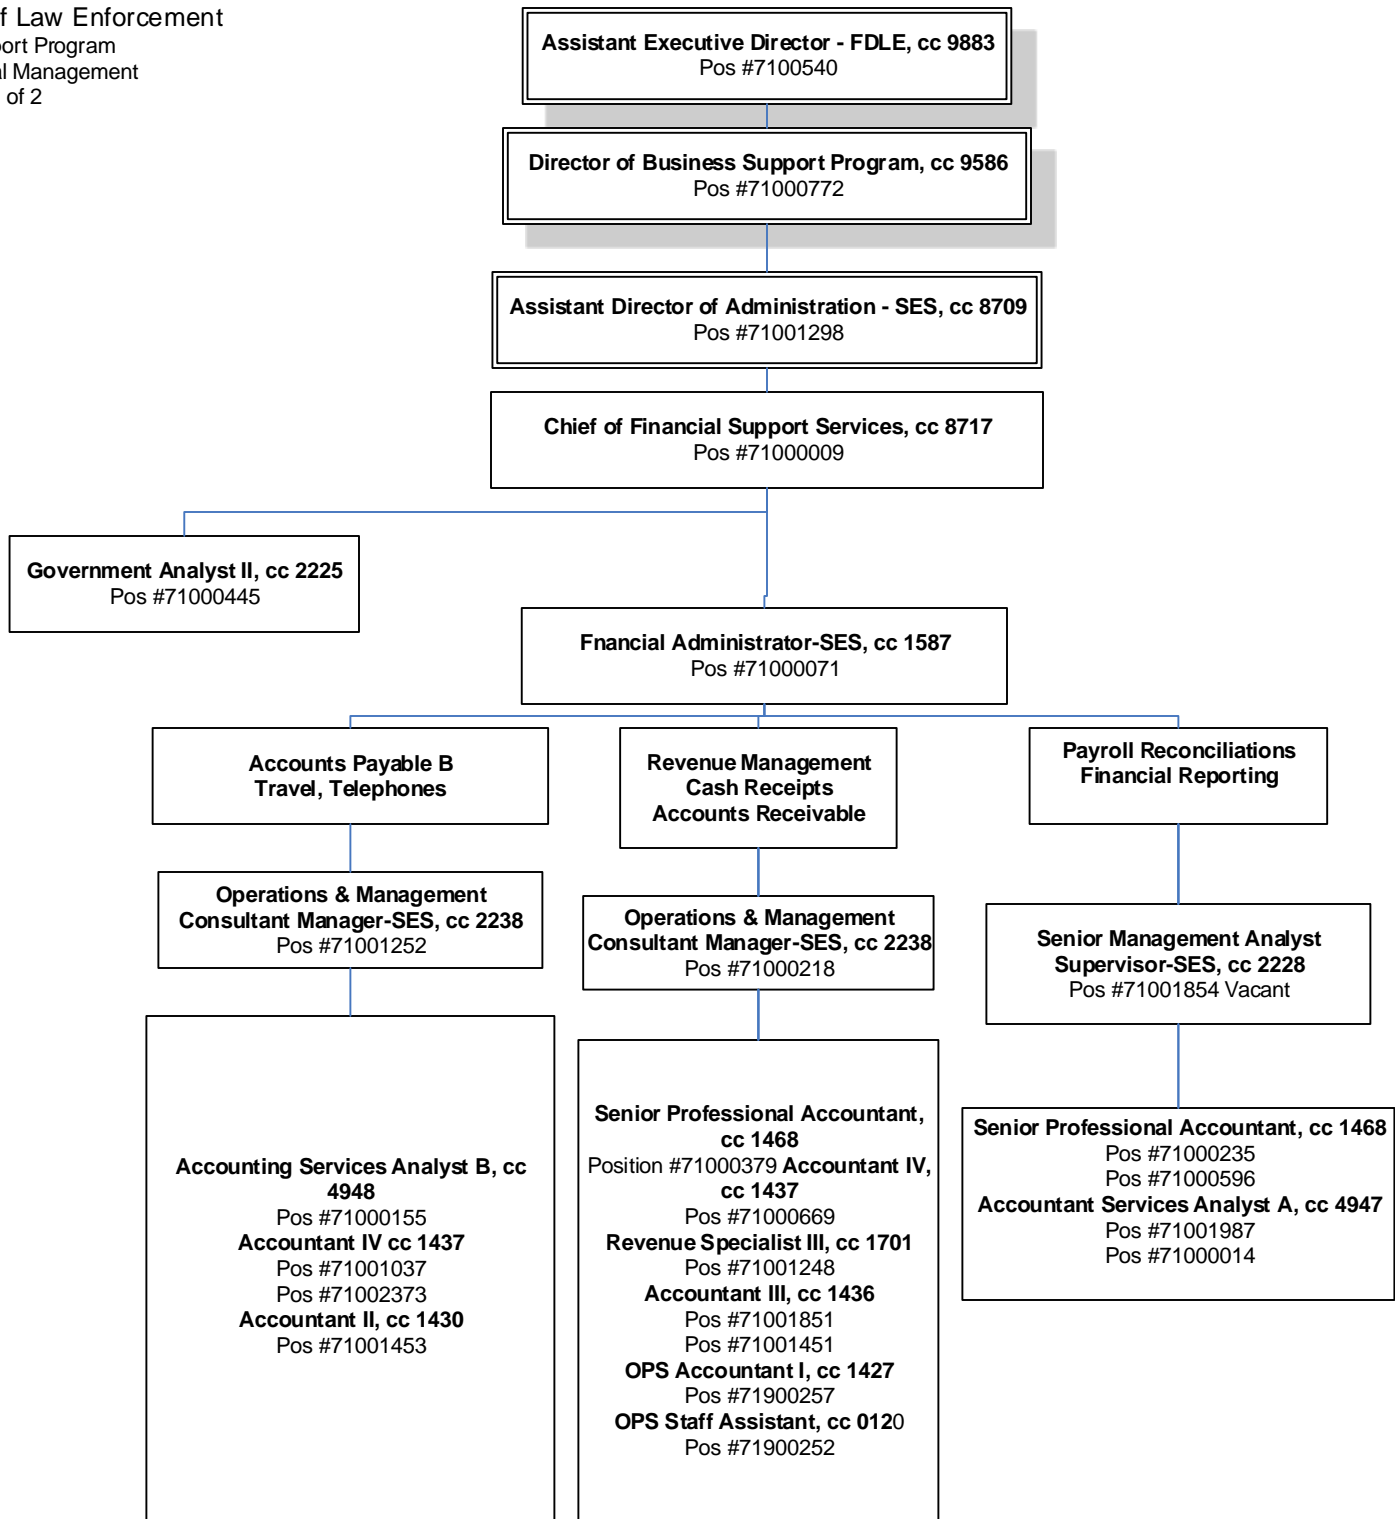 f Law Enforcement
ort Program
al Management
of 2
Assistant Executive Director - FDLE, cc 9883
Pos #7100540
Director of Business Support Program, cc 9586
Pos #71000772
Assistant Director of Administration - SES, cc 8709
Pos #71001298
Chief of Financial Support Services, cc 8717
Pos #71000009
Government Analyst II, cc 2225
Pos #71000445
Fnancial Administrator-SES, cc 1587
Pos #71000071
Accounts Payable B
Travel, Telephones
Revenue Management
Cash Receipts
Accounts Receivable
Payroll Reconciliations
Financial Reporting
Operations & Management
Consultant Manager-SES, cc 2238
Pos #71001252
Operations & Management
Consultant Manager-SES, cc 2238
Pos #71000218
Senior Management Analyst
Supervisor-SES, cc 2228
Pos #71001854 Vacant
Accounting Services Analyst B, cc
4948
Pos #71000155
Accountant IV cc 1437
Pos #71001037
Pos #71002373
Accountant II, cc 1430
Pos #71001453
Senior Professional Accountant,
cc 1468
Position #71000379 Accountant IV,
cc 1437
Pos #71000669
Revenue Specialist III, cc 1701
Pos #71001248
Accountant III, cc 1436
Pos #71001851
Pos #71001451
OPS Accountant I, cc 1427
Pos #71900257
OPS Staff Assistant, cc 0120
Pos #71900252
Senior Professional Accountant, cc 1468
Pos #71000235
Pos #71000596
Accountant Services Analyst A, cc 4947
Pos #71001987
Pos #71000014